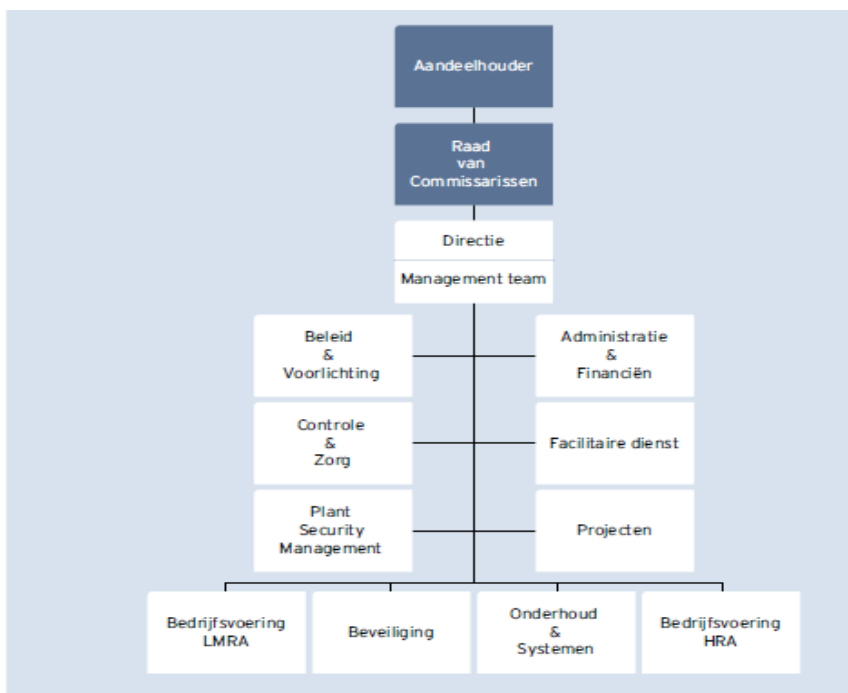 Aandeelhouder
Raad
van
Commissarissen
Directie
Management team
Beleid
&
Voorlichting
Administratie
&
Financiën
Controle
&
Zorg
Facilitaire dienst
Plant
Security
Management
Projecten
Bedrijfsvoering
LMRA
Beveiliging
Onderhoud
&
Systemen
Bedrijfsvoering
HRA